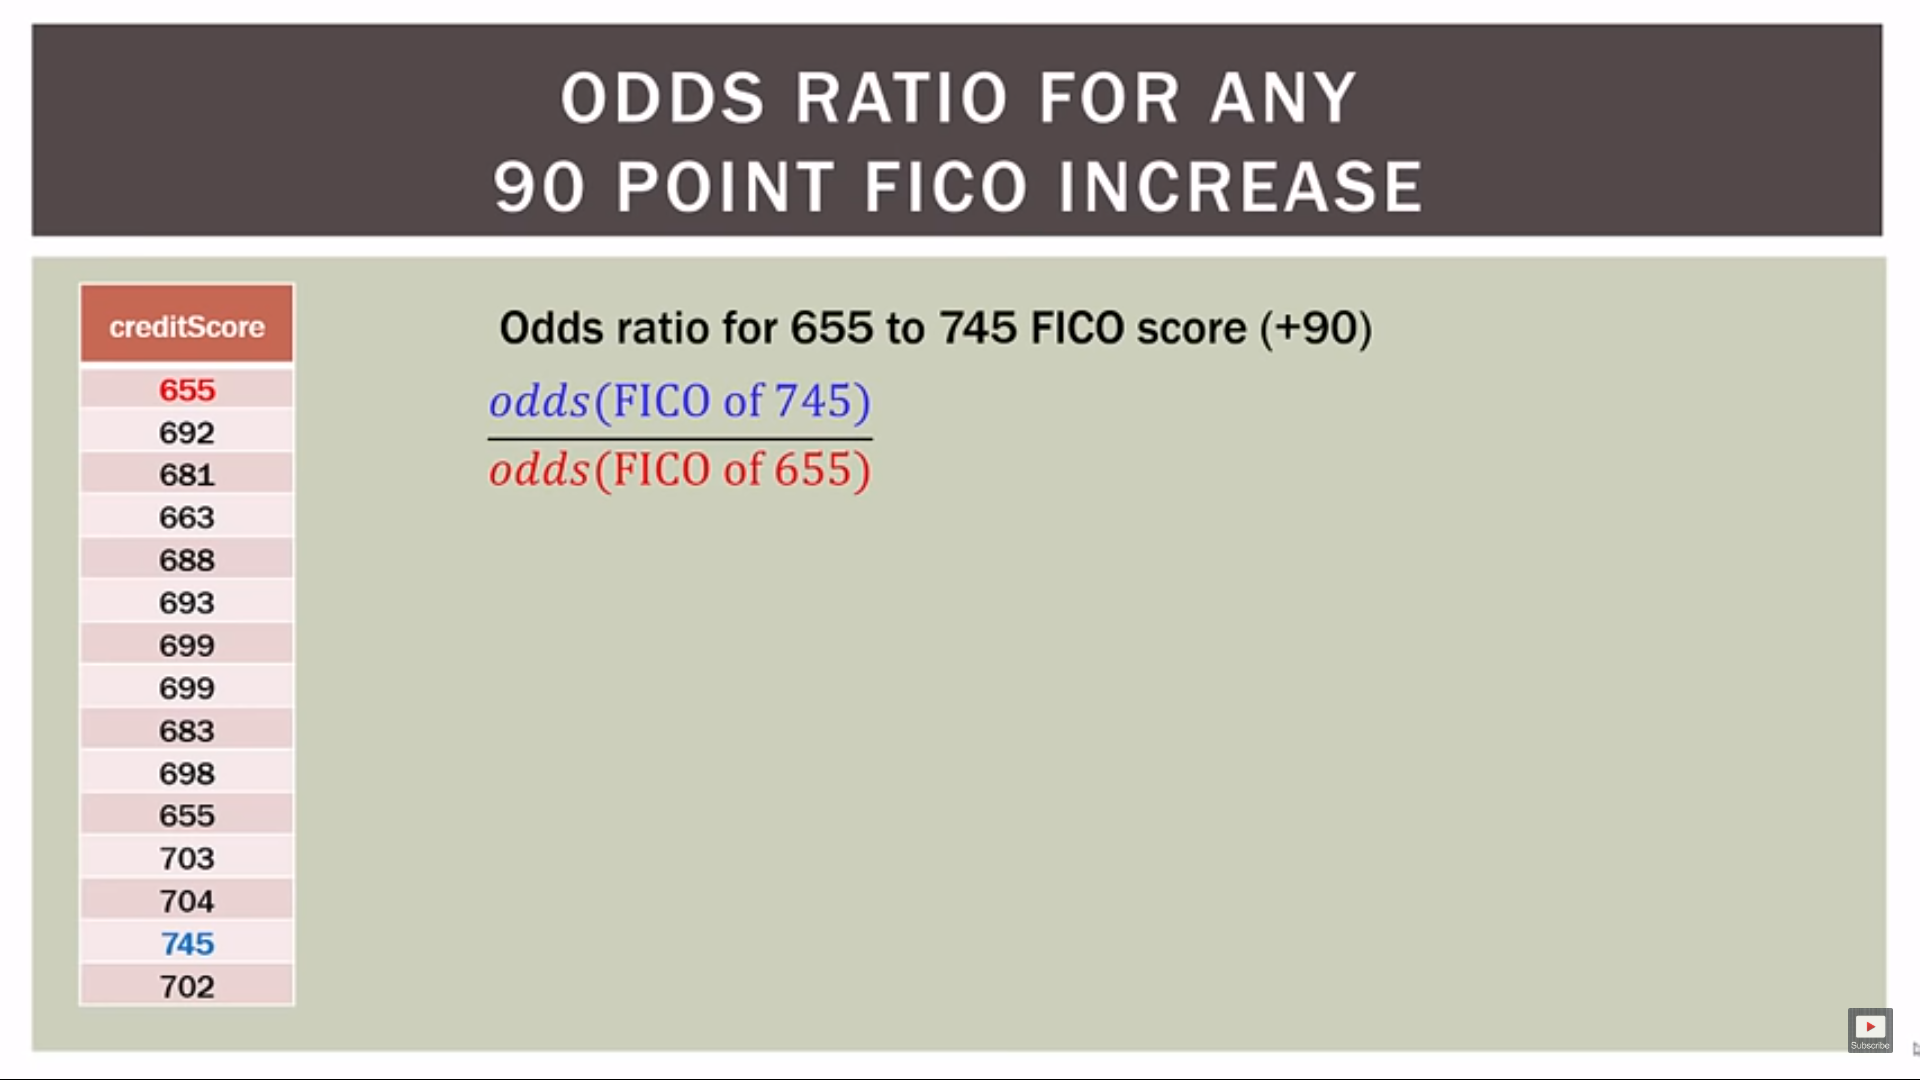 ODDS RATIO FOR ANY
90 POINT FICO INCREASE
creditScore
655
692
681
663
688
693
699
699
683
698
655
703
704
745
702
Odds ratio for 655 to 745 FICO score (+90)
odds(FICO of 745)
odds(FICO of 655)
Subscribe